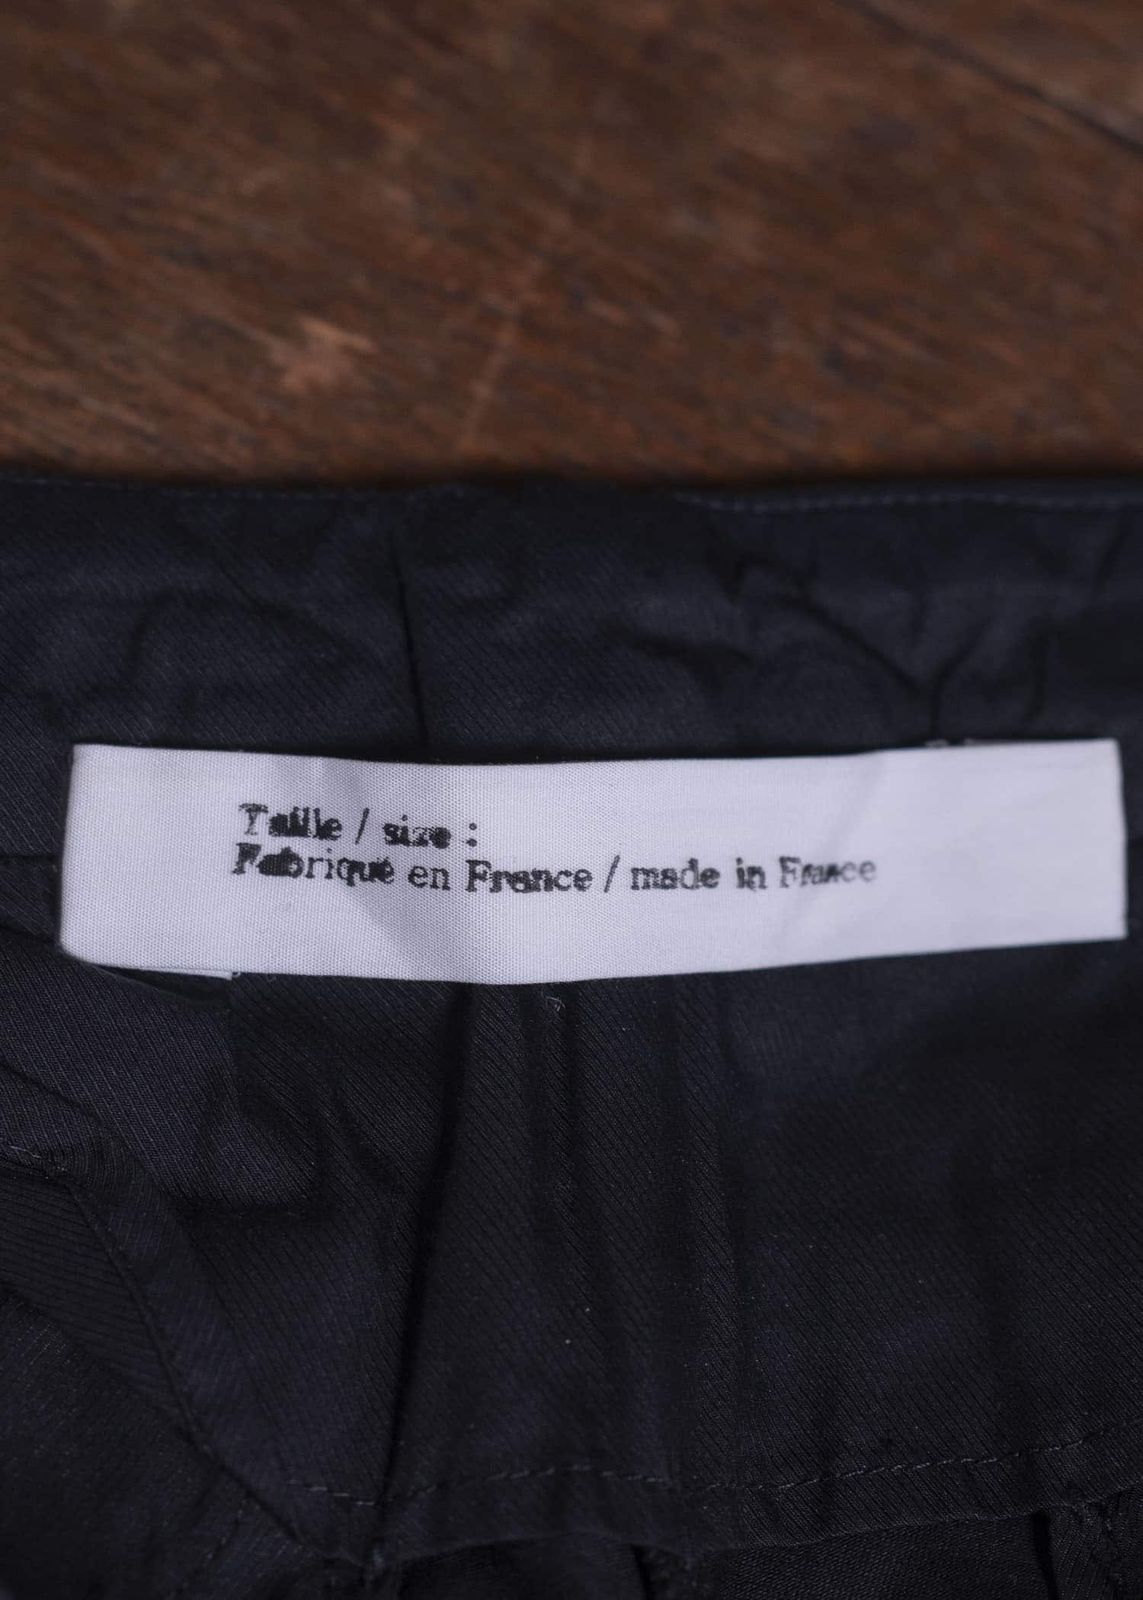 Taille / size :
Fabriqué en France / made in France